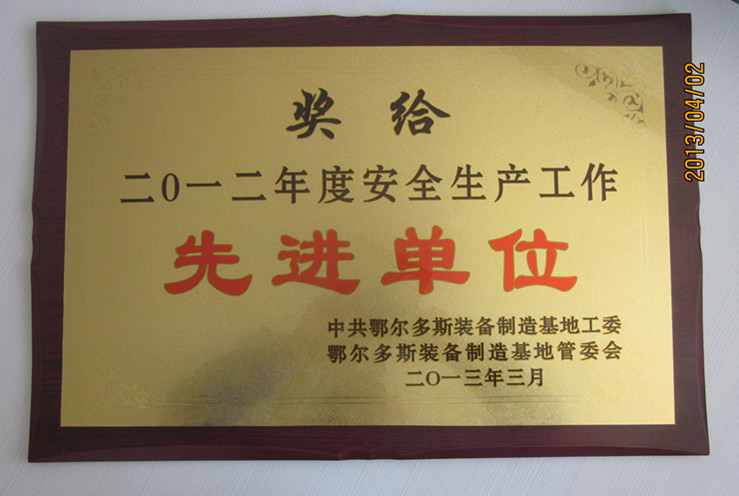 奖给
二〇一二年度安全生产工作
先进单位
中共鄂尔多斯装备制造基地工委
鄂尔多斯装备制造基地管委会
二〇一三年三月
2013/04/02